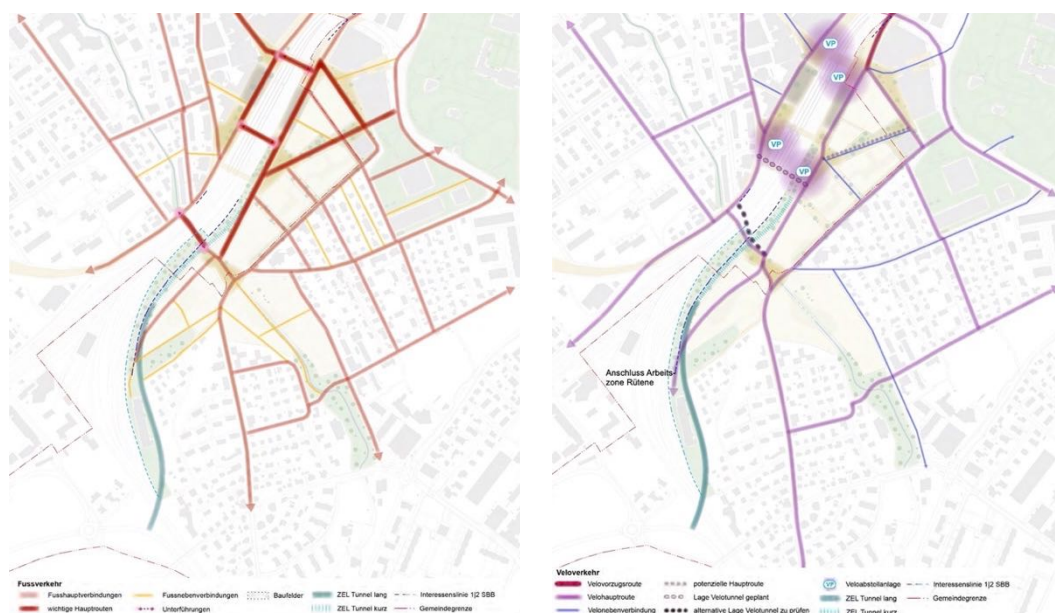 VP
VP
VP
VP
Anschluss Arbeits-
zone Rütene
Fussverkehr
Fusshauptverbindungen
wichtige Hauptrouten
Fussnebenverbindungen
Unterführungen
Baufelder
ZEL Tunnel lang
ZEL Tunnel kurz
Interessenslinie 1|2 SBB
Gemeindegrenze
Veloverkehr
Velovorzugsroute
Velohauptroute
Velonebenverbindung
potenzielle Hauptroute
Velotunnel geplant
alternative Lage Velotunnel zu prüfen
VP Veloabstellanlage
ZEL Tunnel lang
ZEL Tunnel kurz
Interessenslinie 1|2 SBB
Gemeindegrenze